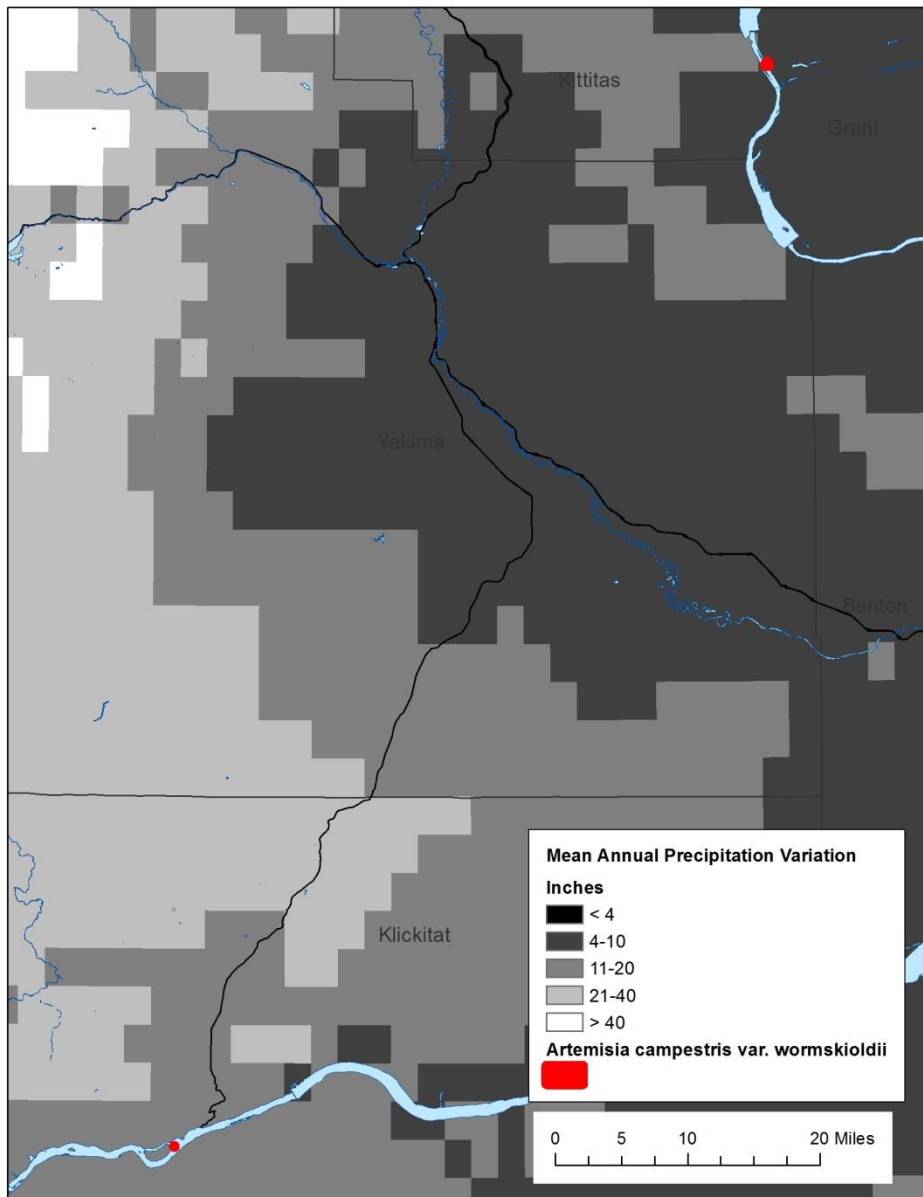 Kittitas
Grant
Yakima
Benton
Klickitat
Mean Annual Precipitation Variation
Inches
< 4
4-10
11-20
21-40
> 40
Artemisia campestris var. wormskioldii
0 5 10 20 Miles